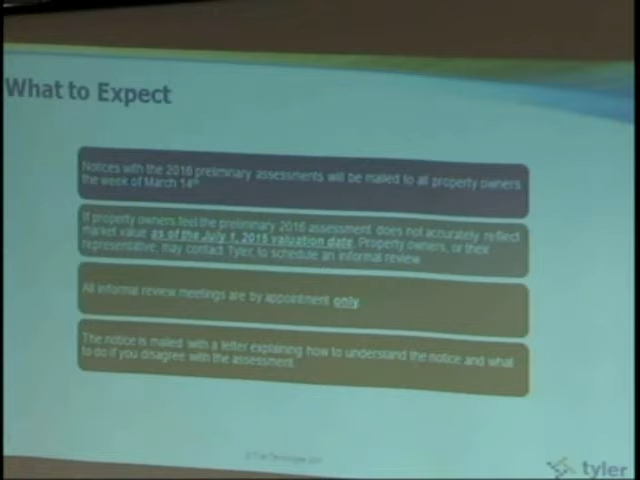 What to Expect
Notices with the 2016 preliminary assessments will be mailed to all property owners
the week of March 14th
If property owners feel the preliminary 2016 assessment does not accurately reflect
market value as of the July 1, 2015 valuation date. Property owners, or their
representative, may contact Tyler, to schedule an informal review
All informal review meetings are by appointment only.
The notice is mailed with a letter explaining how to understand the notice and what
to do if you disagree with the assessment.
tyler